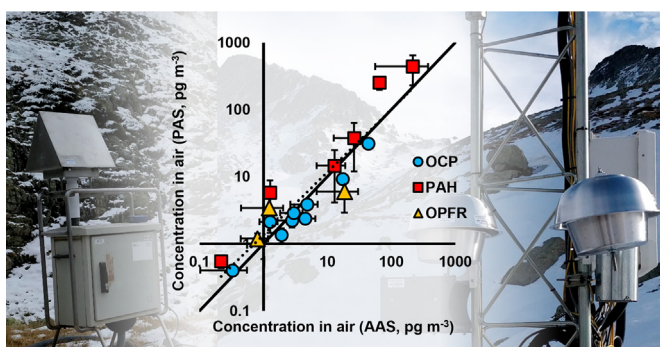 1000
Concentration in air (PAS, pg m-3)
100
10
0.1
10
100
1000
0.1
OCP
PAH
OPFR
Concentration in air (AAS, pg m-3)